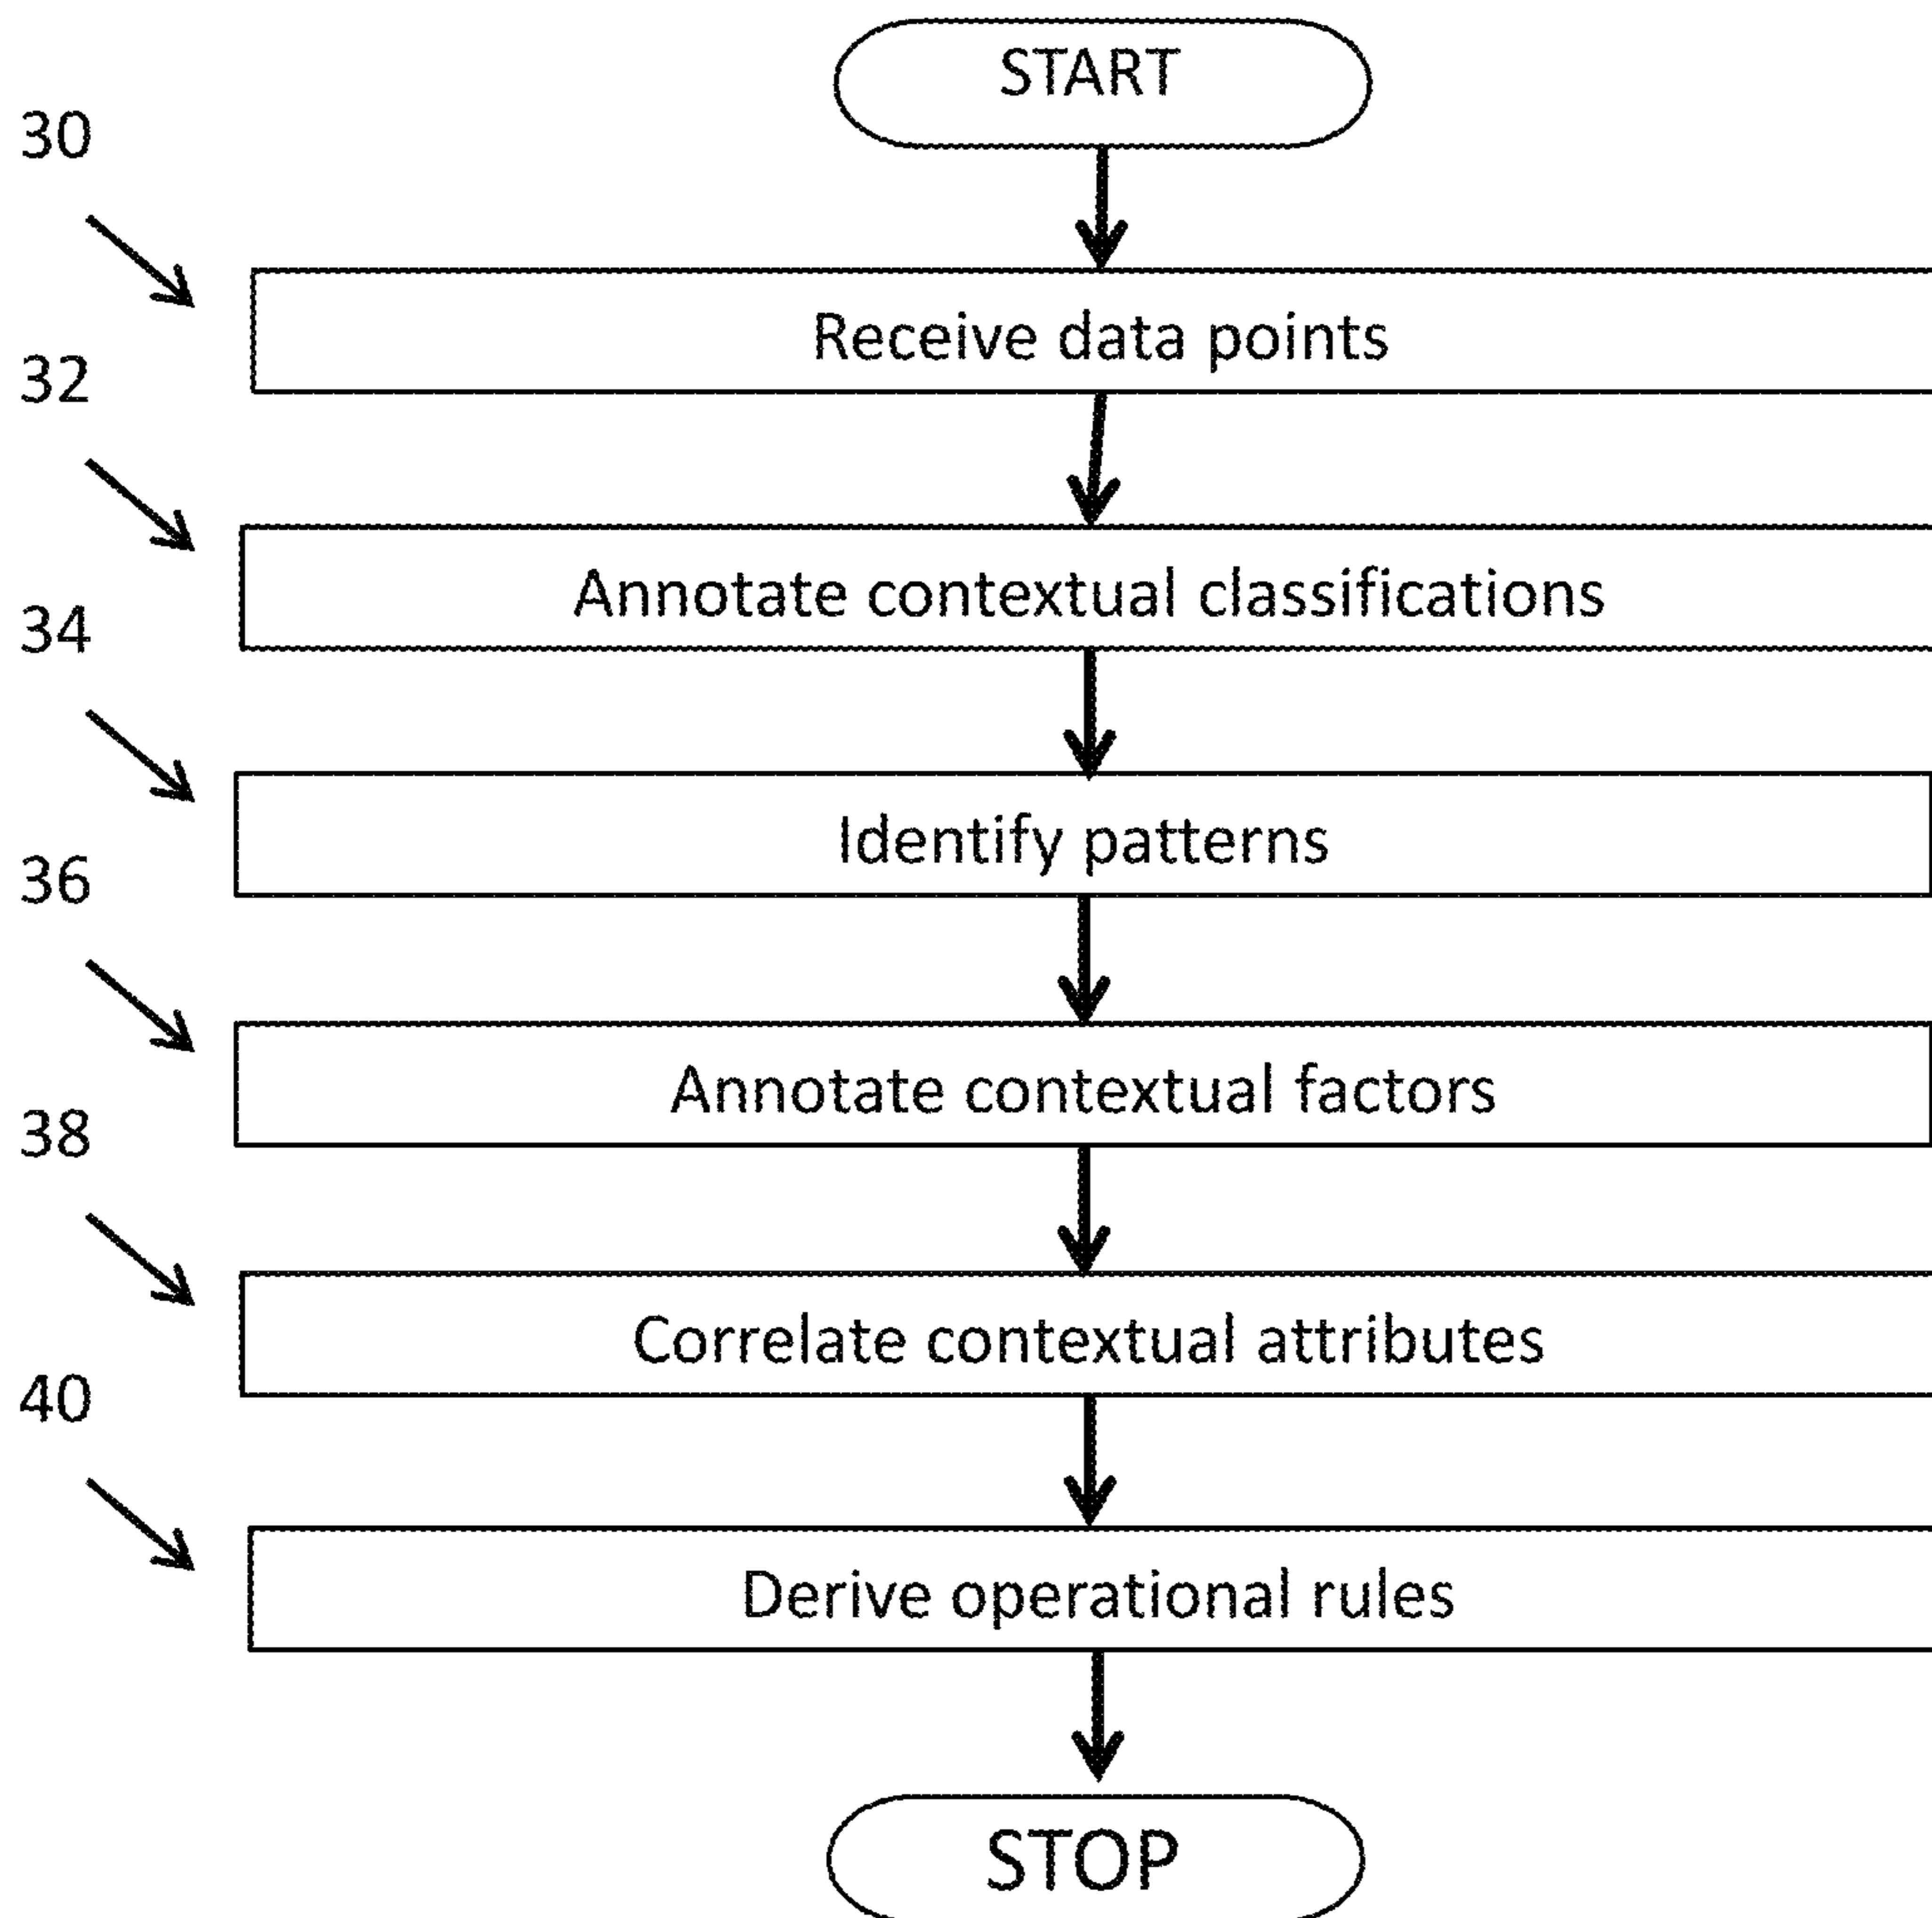 START
30
Receive data points
32
Annotate contextual classifications
34
Identify patterns
36
Annotate contextual factors
38
Correlate contextual attributes
40
Derive operational rules
STOP